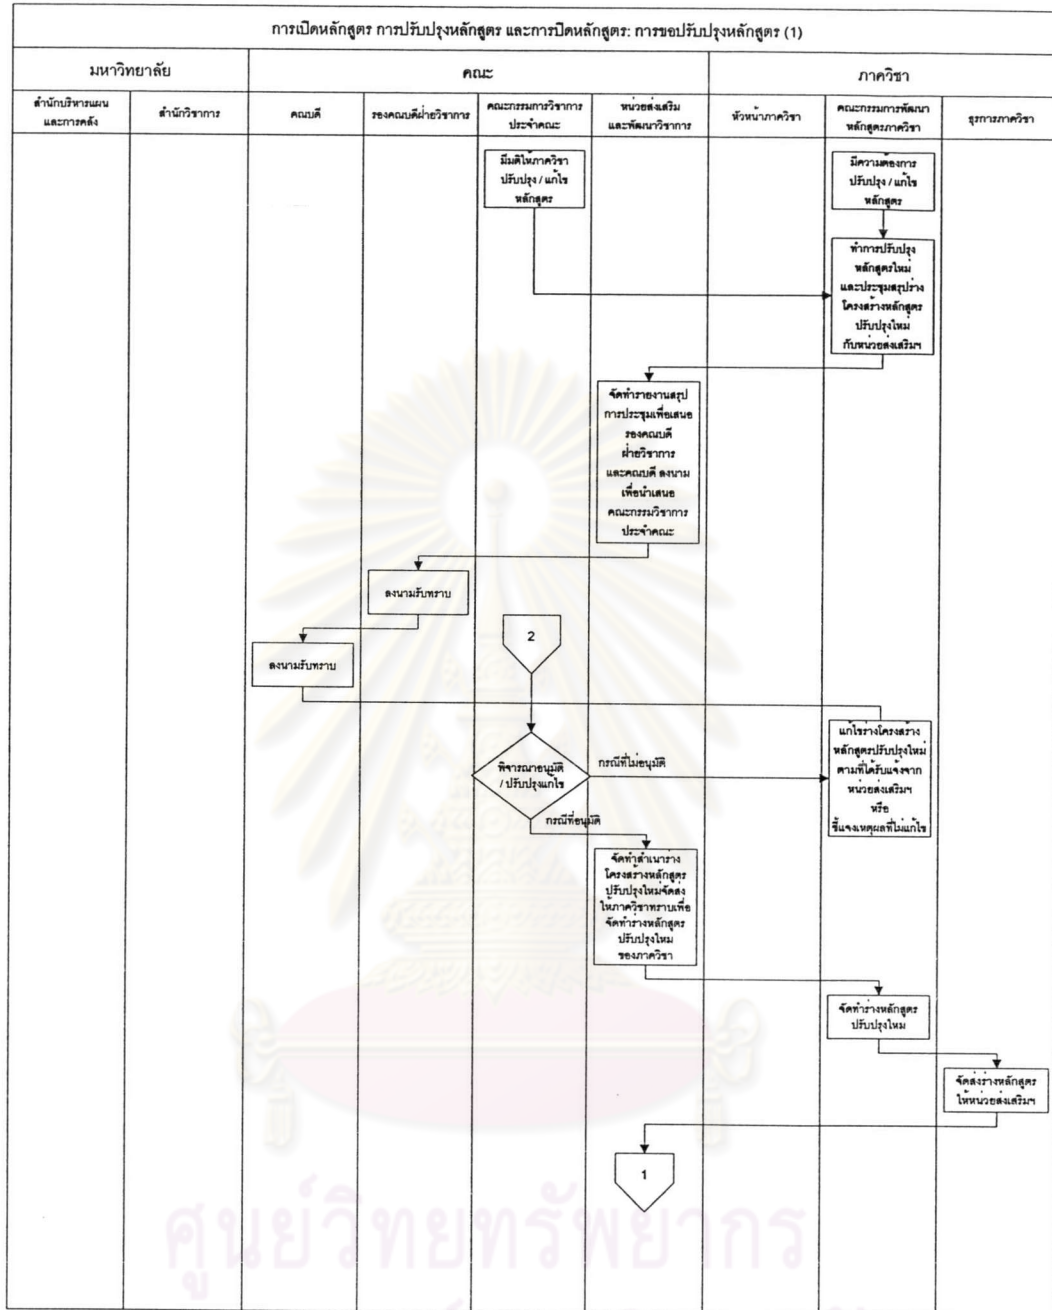 การเปิดหลักสูตร การปรับปรุงหลักสูตร และการปิดหลักสูตร: การขอปรับปรุงหลักสูตร (1)
มหาวิทยาลัย
คณะ
ภาควิชา
สำนักบริหารแผน
และการคลัง
สำนักวิชาการ
คณบดี
รองคณบดีฝ่ายวิชาการ
คณะกรรมการวิชาการ
ประจำคณะ
หน่วยส่งเสริม
และพัฒนาวิชาการ
หัวหน้าภาควิชา
คณะกรรมการพัฒนา
หลักสูตรภาควิชา
ธุรการภาควิชา
มีมติให้ภาควิชา
ปรับปรุง / แก้ไข
หลักสูตร
มีความต้องการ
ปรับปรุง / แก้ไข
หลักสูตร
ทำการปรับปรุง
หลักสูตรใหม่
และประชุมสรุปร่าง
โครงสร้างหลักสูตร
ปรับปรุงใหม่
กับหน่วยส่งเสริมฯ
จัดทำรายงานสรุป
การประชุมเพื่อเสนอ
รองคณบดี
ฝ่ายวิชาการ
และคณบดี ลงนาม
เพื่อนำเสนอ
คณะกรรมวิชาการ
ประจำคณะ
ลงนามรับทราบ
2
ลงนามรับทราบ
พิจารณาอนุมัติ
/ ปรับปรุงแก้ไข
กรณีที่ไม่อนุมัติ
แก้ไขร่างโครงสร้าง
หลักสูตรปรับปรุงใหม่
ตามที่ได้รับแจ้งจาก
หน่วยส่งเสริมฯ
หรือ
ชี้แจงเหตุผลที่ไม่แก้ไข
กรณีที่อนุมัติ
จัดทำสำเนาร่าง
โครงสร้างหลักสูตร
ปรับปรุงใหม่จัดส่ง
ให้ภาควิชาทราบเพื่อ
จัดทำร่างหลักสูตร
ปรับปรุงใหม่
ของภาควิชา
จัดทำร่างหลักสูตร
ปรับปรุงใหม่
จัดส่งร่างหลักสูตร
ให้หน่วยส่งเสริมฯ
1
ศูนย์วิทยทรัพยากร